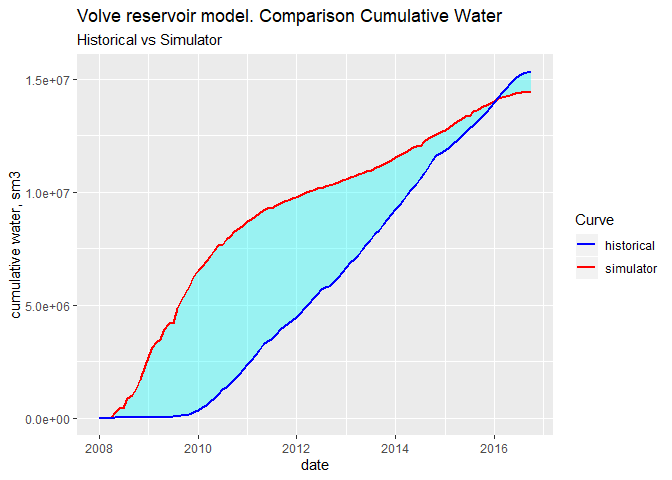 Volve reservoir model. Comparison Cumulative Water
Historical vs Simulator
1.5e+07
1.0e+07
5.0e+06
0.0e+00
cumulative water, sm3
2008 2010 2012 2014 2016
date
Curve
historical
simulator